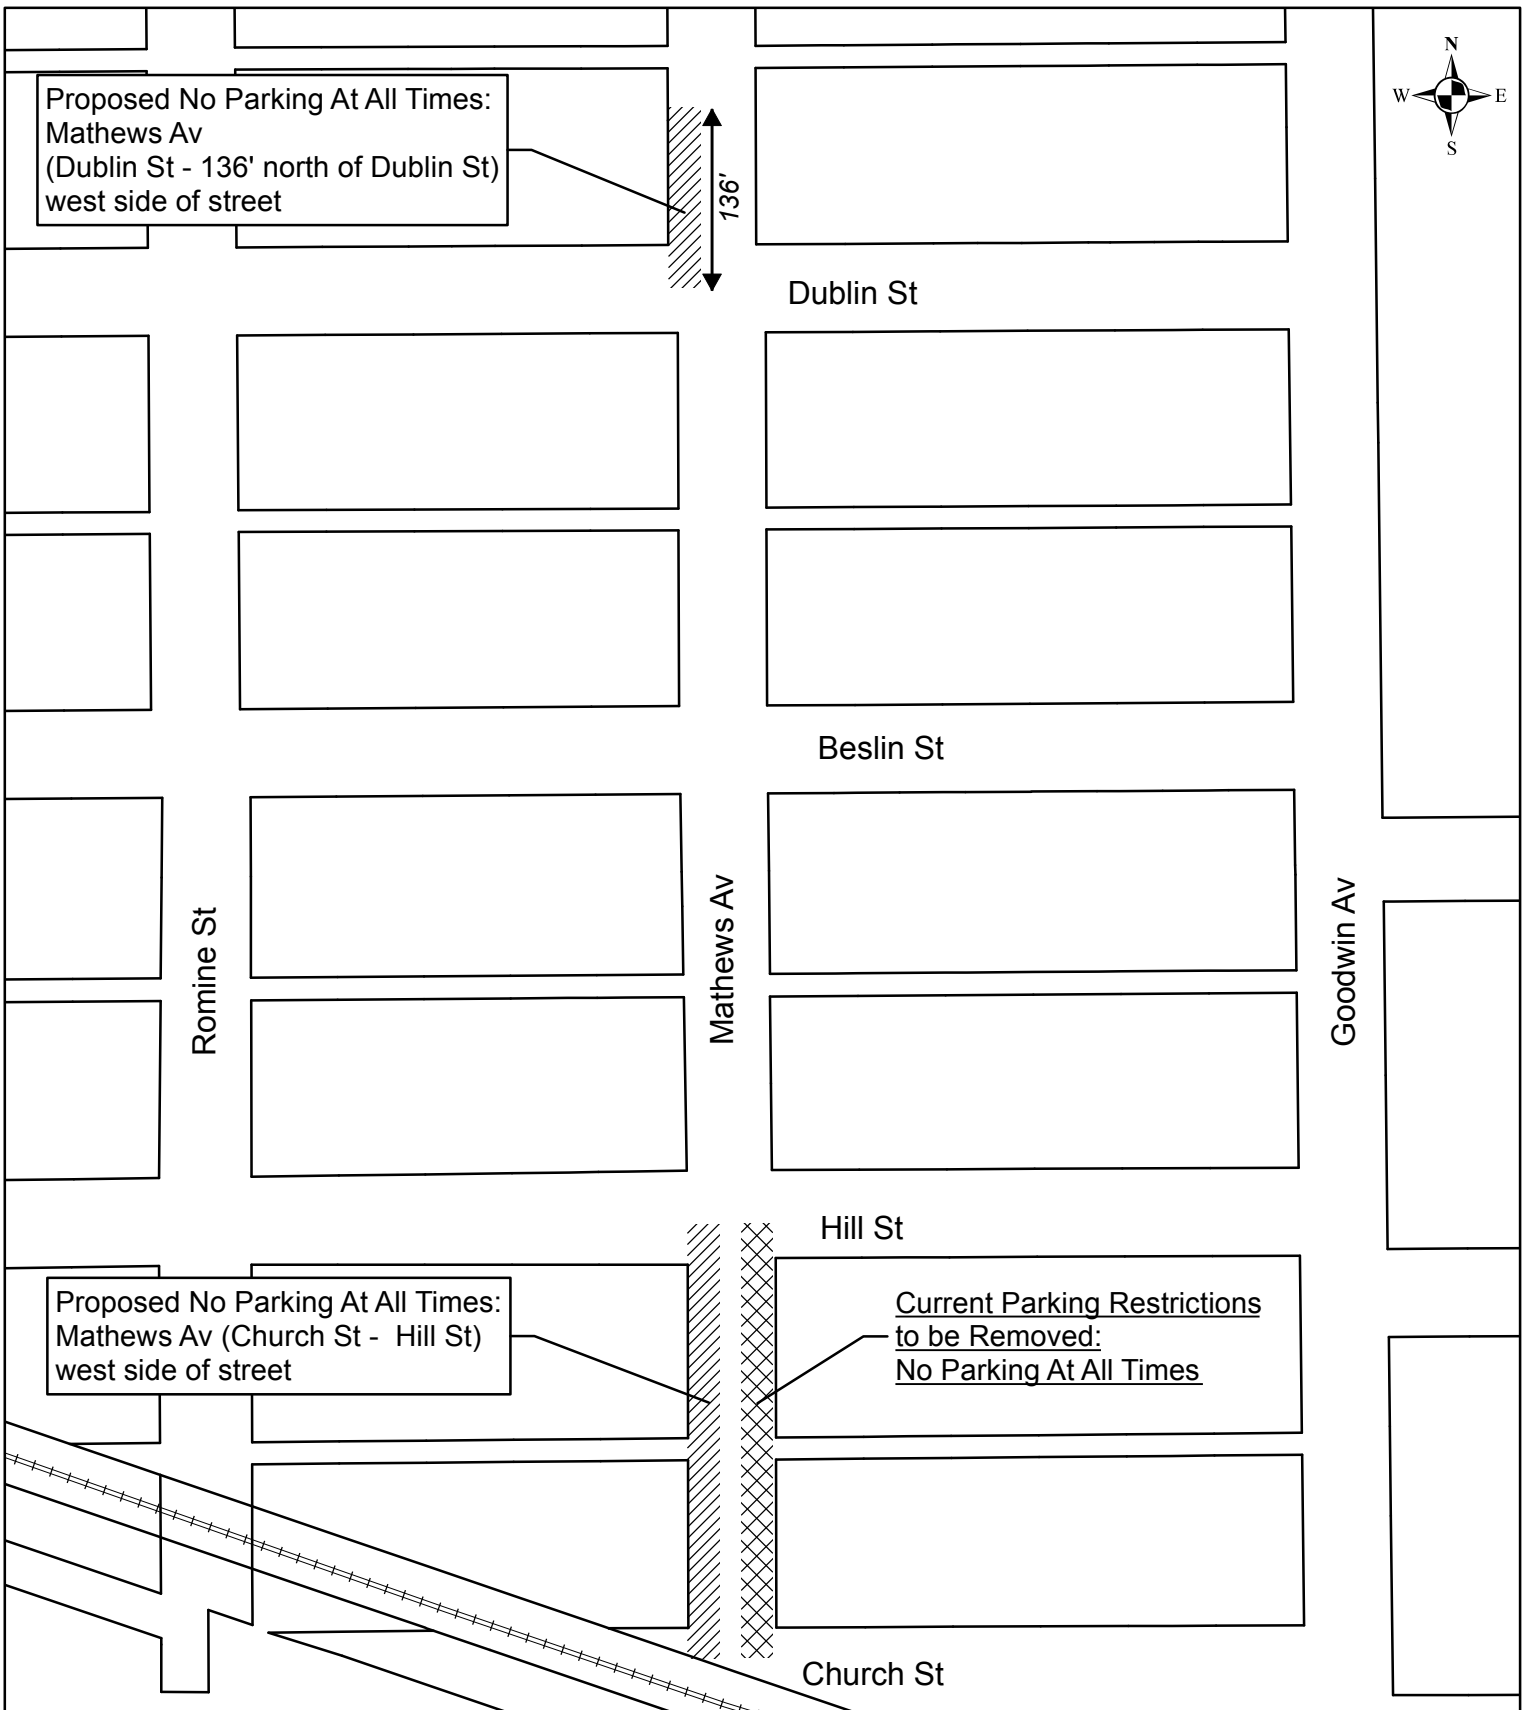 N
W E
S
Proposed No Parking At All Times:
Mathews Av
(Dublin St - 136' north of Dublin St)
west side of street
136'
Dublin St
Beslin St
Romine St
Mathews Av
Goodwin Av
Hill St
Proposed No Parking At All Times:
Mathews Av (Church St - Hill St)
west side of street
Current Parking Restrictions
to be Removed:
No Parking At All Times
Church St